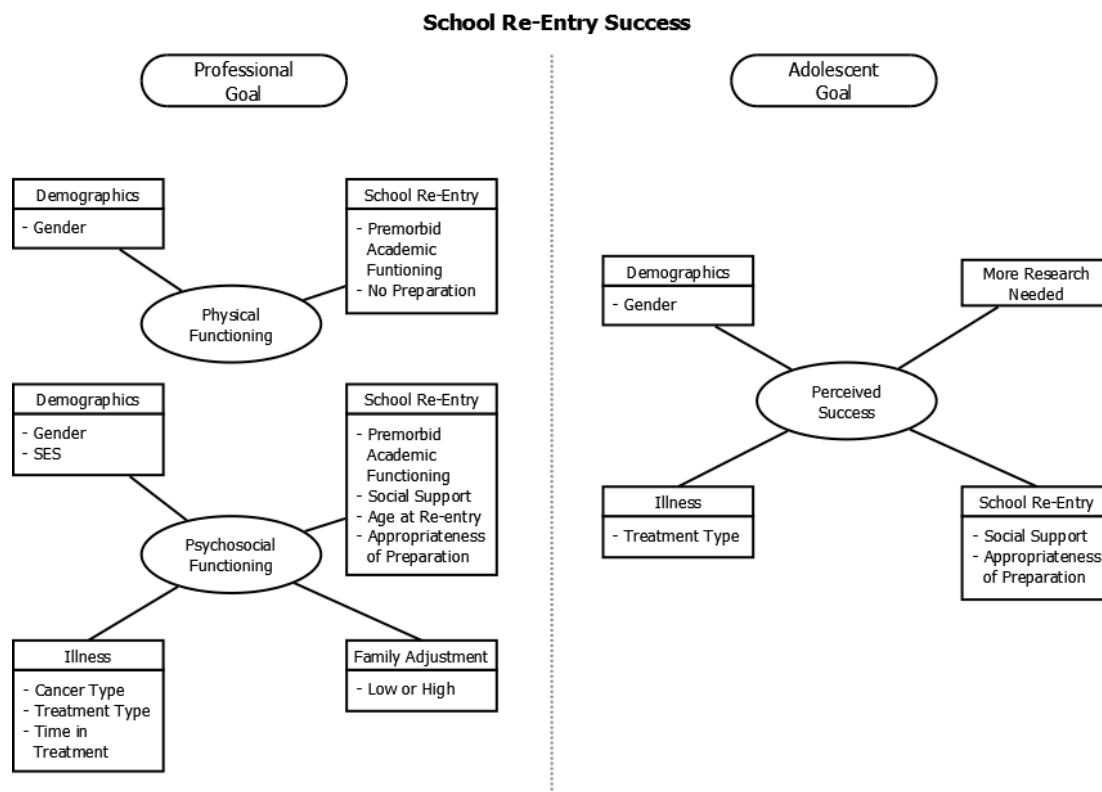 School Re-Entry Success
Professional
Goal
Adolescent
Goal
Demographics
- Gender
School Re-Entry
- Premorbid
Academic
Funtioning
- No Preparation
Physical
Functioning
Demographics
- Gender
- SES
School Re-Entry
- Premorbid
Academic
Functioning
- Social Support
- Age at Re-entry
- Appropriateness
of Preparation
Psychosocial
Functioning
Illness
- Cancer Type
- Treatment Type
- Time in
Treatment
Family Adjustment
- Low or High
Demographics
- Gender
More Research
Needed
Perceived
Success
Illness
- Treatment Type
School Re-Entry
- Social Support
- Appropriateness
of Preparation